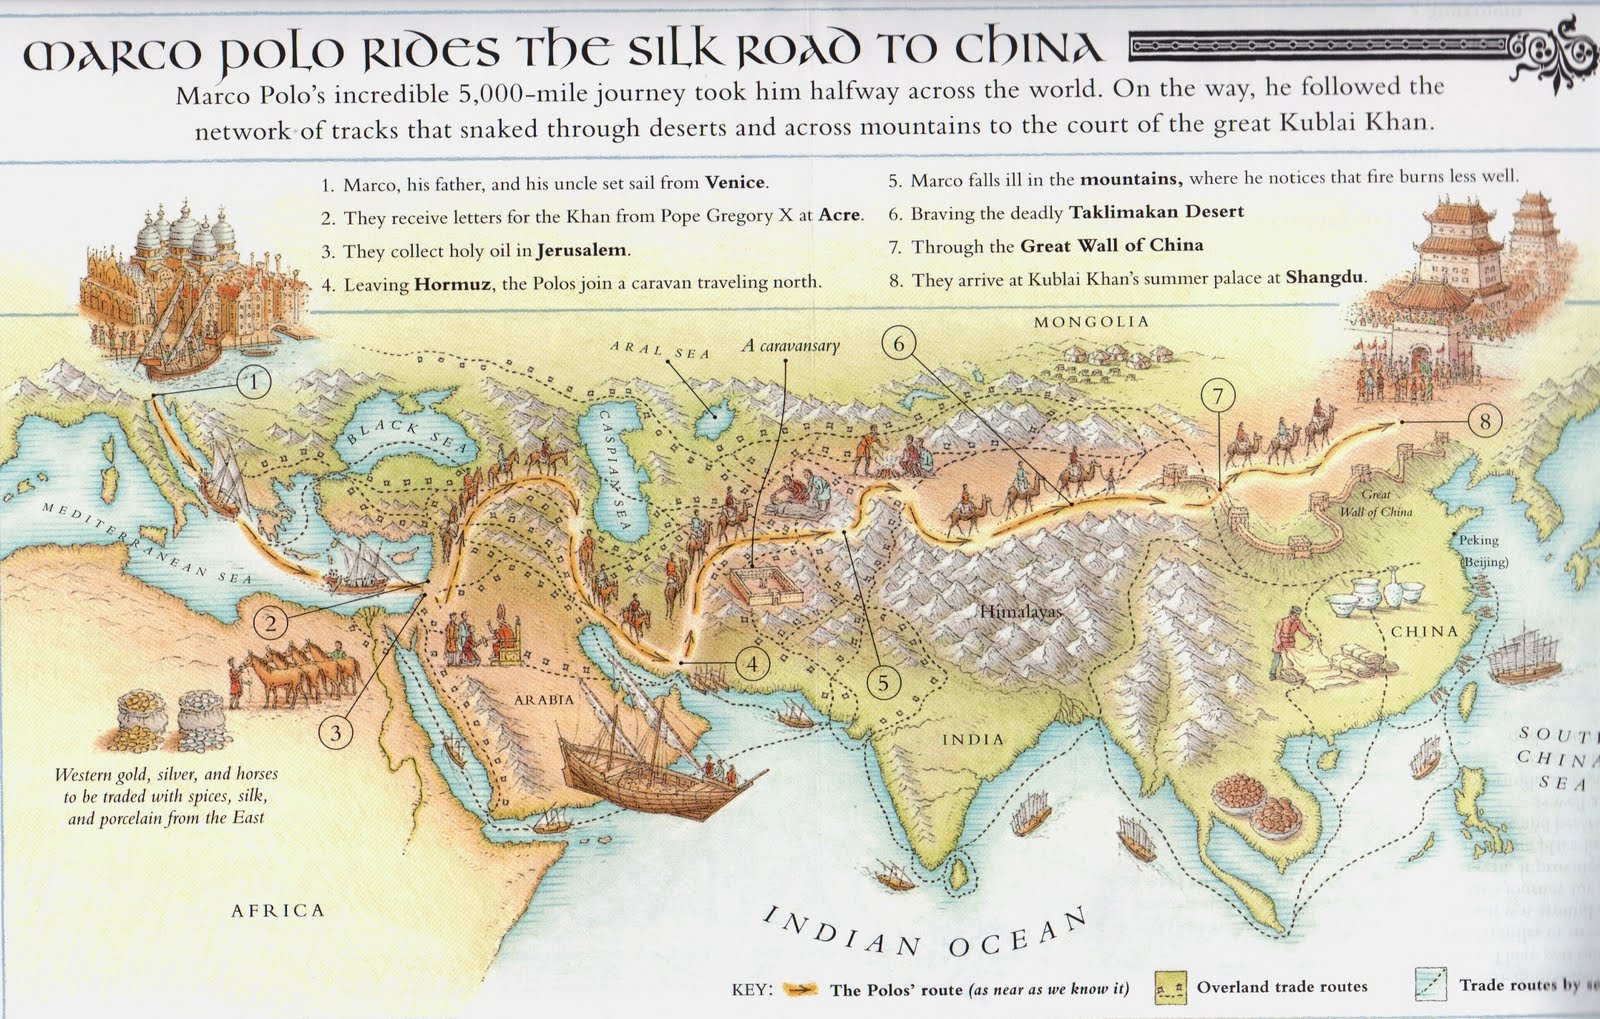 MARCO POLO RIDES THE SILK ROAD TO CHINA
Marco Polo's incredible 5,000-mile journey took him halfway across the world. On the way, he followed the
network of tracks that snaked through deserts and across mountains to the court of the great Kublai Khan.
1. Marco, his father, and his uncle set sail from Venice.
2. They receive letters for the Khan from Pope Gregory X at Acre.
3. They collect holy oil in Jerusalem.
4. Leaving Hormuz, the Polos join a caravan traveling north.
5. Marco falls ill in the mountains, where he notices that fire burns less well.
6. Braving the deadly Taklimakan Desert
7. Through the Great Wall of China
8. They arrive at Kublai Khan's summer palace at Shangdu.
MONGOLIA
ARAL SEA
A caravansary
6
1
7
8
BLACK SEA
CASPIAN SEA
Great
Wall of China
MEDITERRANEAN SEA
Peking
(Beijing)
Himalayas
2
CHINA
4
5
ARABIA
3
INDIA
SOUTH
CHINA
SEA
Western gold, silver, and horses
to be traded with spices, silk,
and porcelain from the East
AFRICA
INDIAN OCEAN
KEY:
The Polos' route (as near as we know it)
Overland trade routes
Trade routes by